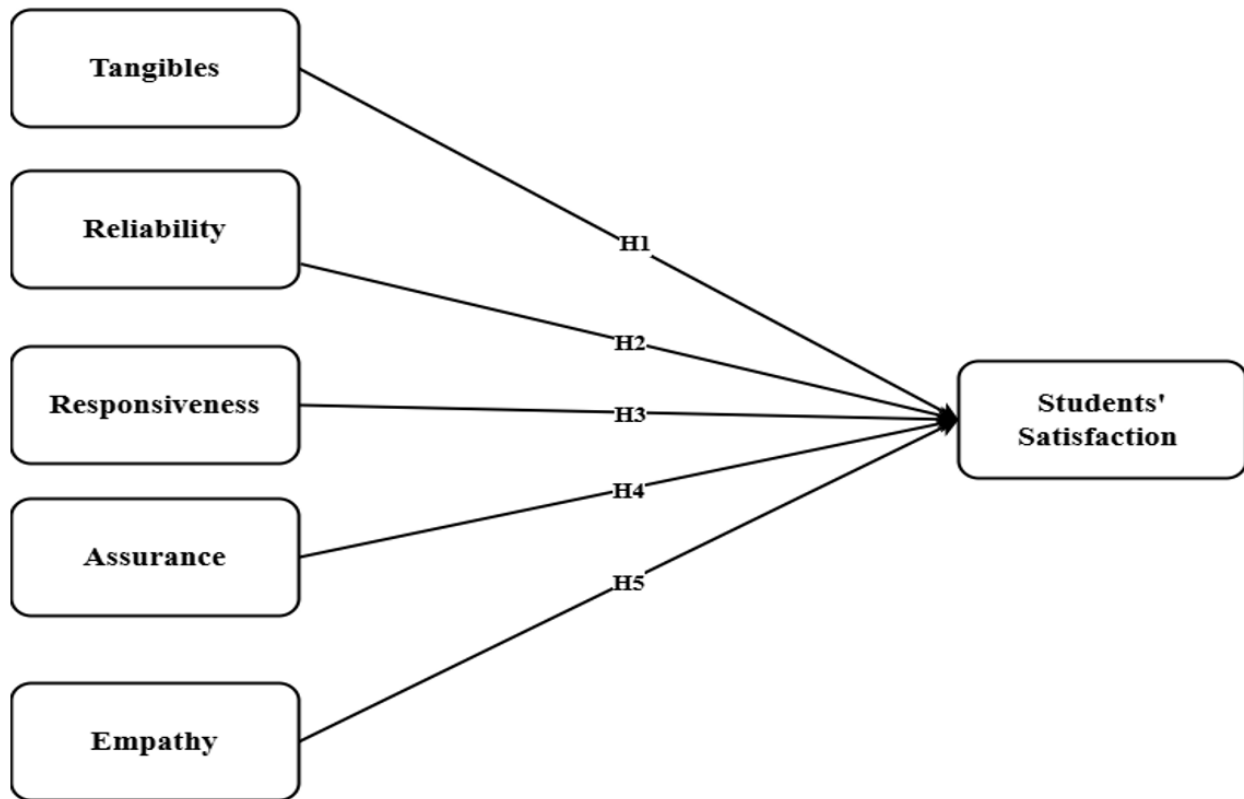 Tangibles
Reliability
Responsiveness
Assurance
Empathy
H1
H2
H3
H4
H5
Students'
Satisfaction